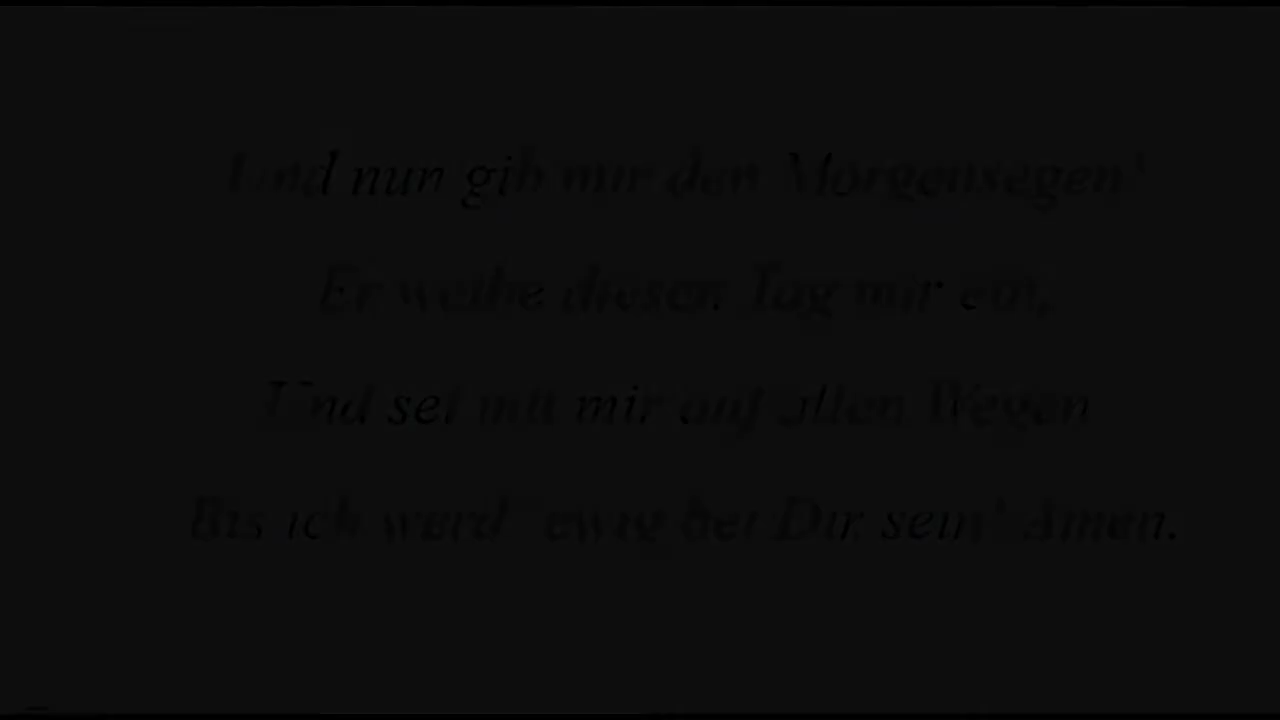 Und nun gib mir den Morgensegen!
Er weihe diesen Tag mir ein,
Und sei mit mir auf allen Wegen
Bis ich werd' ewig bei Dir sein! Amen.